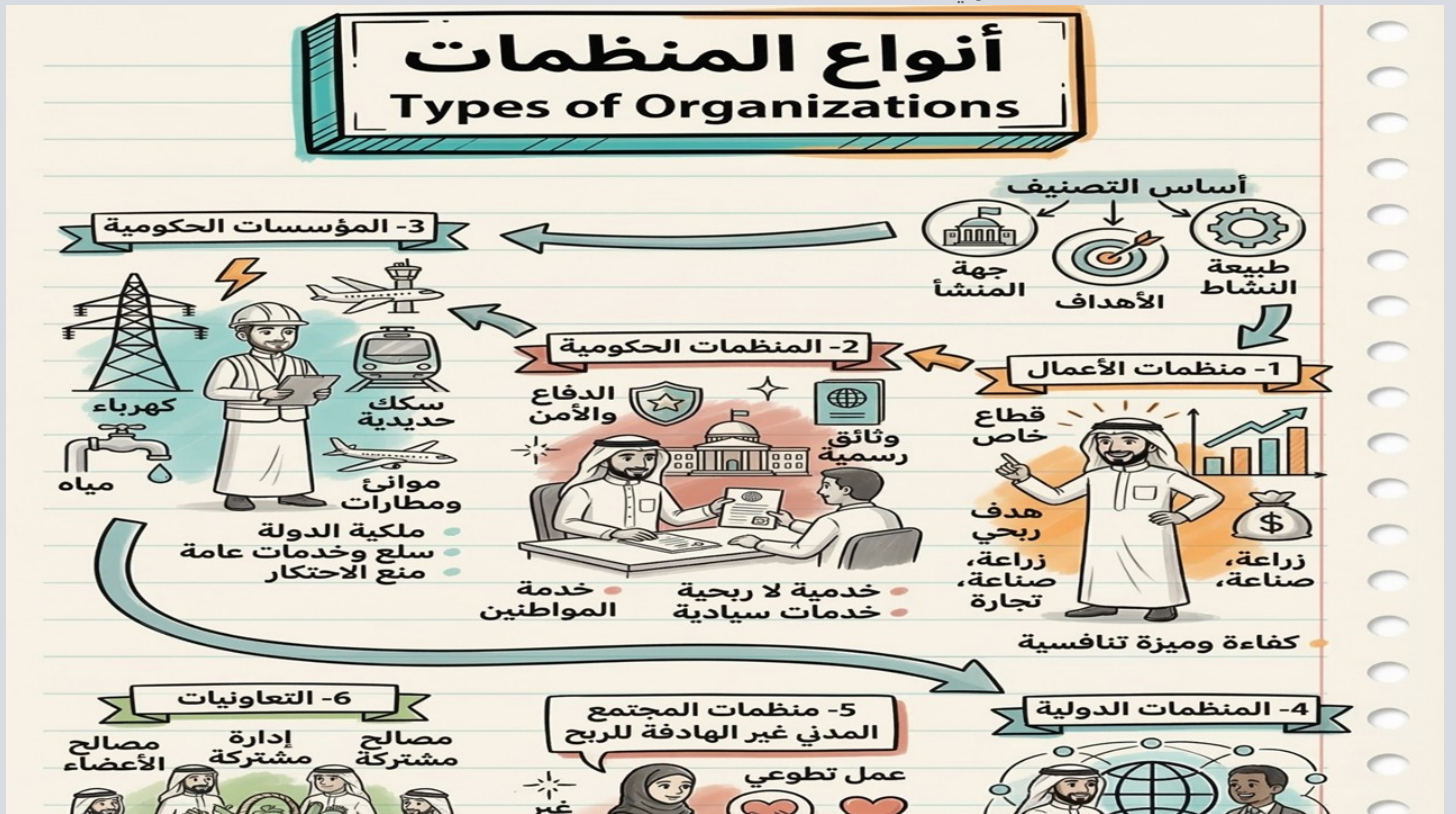 أنواع المنظمات
Types of Organizations
أساس التصنيف
طبيعة
النشاط
الأهداف
جهة
المنشأ
1- منظمات الأعمال
قطاع
خاص
هدف
ربحي
زراعة،
صناعة،
تجارة
زراعة،
صناعة،
كفاءة وميزة تنافسية
2- المنظمات الحكومية
الدفاع
والأمن
وثائق
رسمية
خدمية لا ربحية
خدمات سيادية
خدمة
المواطنين
3- المؤسسات الحكومية
كهرباء
مياه
سكك
حديدية
موانئ
ومطارات
ملكية الدولة
سلع وخدمات عامة
منع الاحتكار
4- المنظمات الدولية
5- منظمات المجتمع
المدني غير الهادفة للربح
عمل تطوعي
غير
6- التعاونيات
مصالح
مشتركة
إدارة
مشتركة
مصالح
الأعضاء